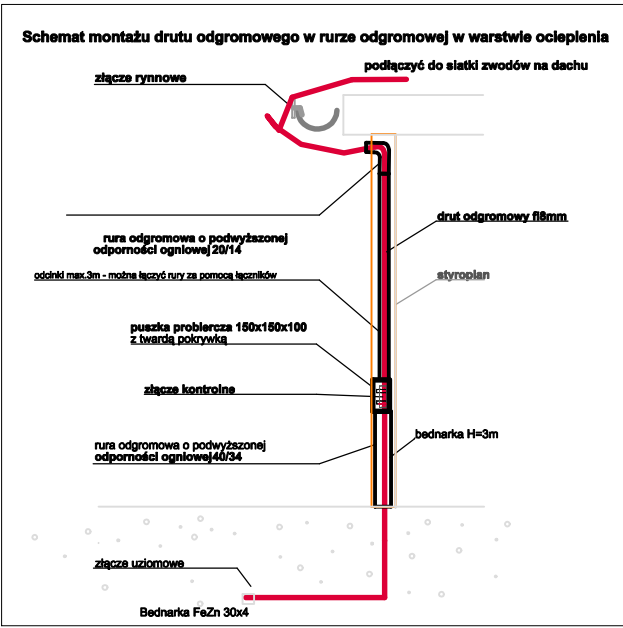 Schemat montażu drutu odgromowego w rurze odgromowej w warstwie ocieplenia
podłączyć do siatki zwodów na dachu
złącze rynnowe
drut odgromowy fi8mm
rura odgromowa o podwyższonej
odporności ogniowej 20/14
odcinki max.3m - można łączyć rury za pomocą łączników
styropian
puszka probiercza 150x150x100
z twardą pokrywką
złącze kontrolne
bednarka H=3m
rura odgromowa o podwyższonej
odporności ogniowej 40/34
złącze uziomowe
Bednarka FeZn 30x4